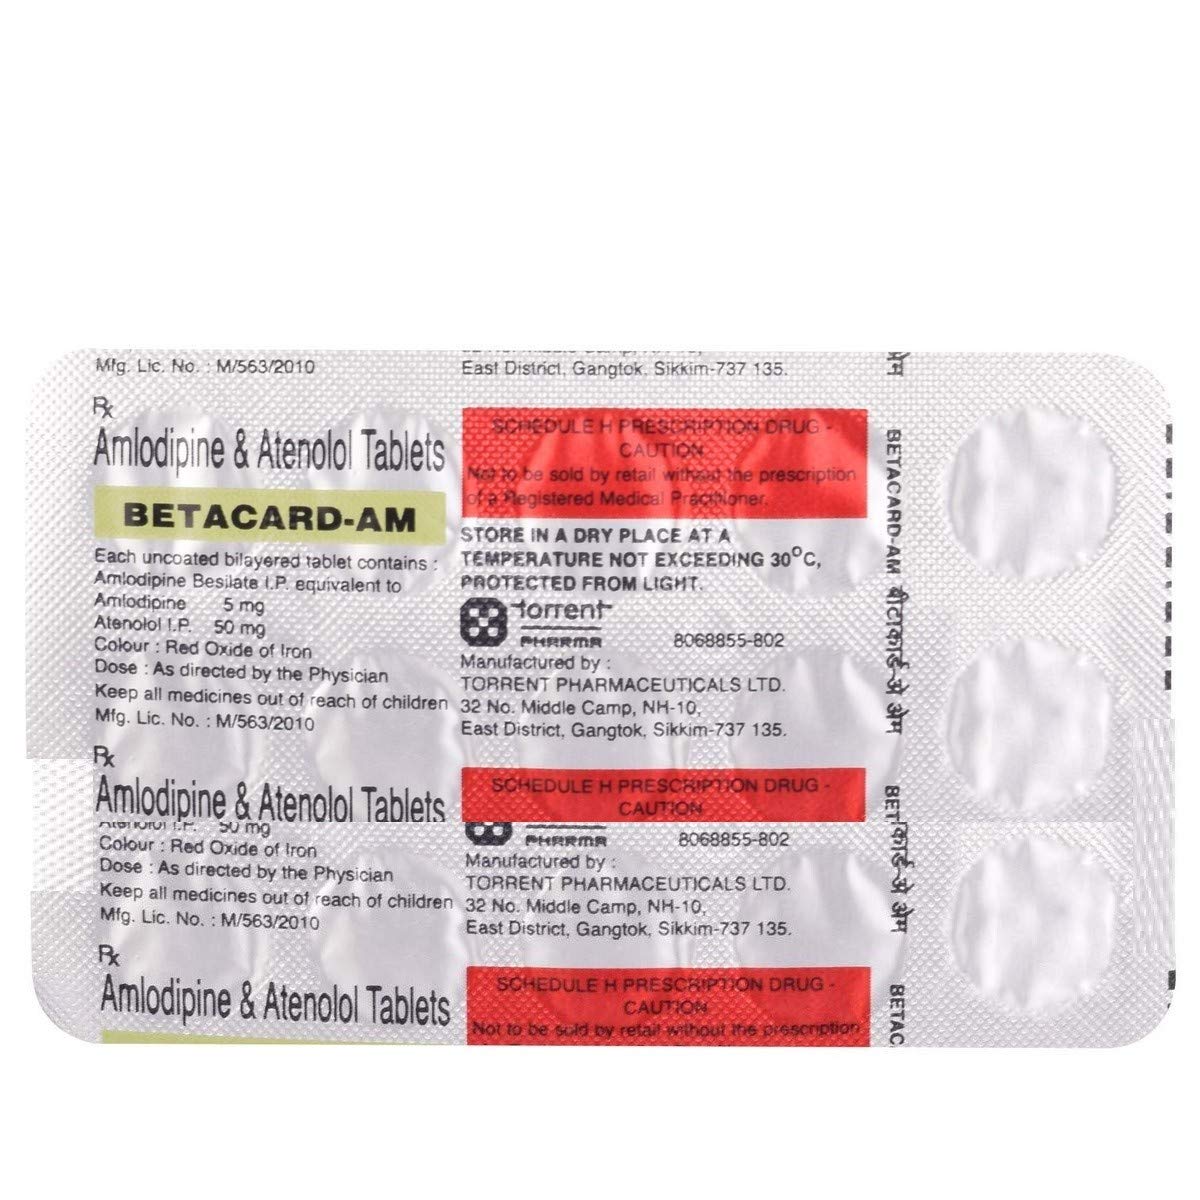 Mfg. Lic. No. : M/563/2010
East District, Gangtok, Sikkim-737 135.
Rx
Amlodipine & Atenolol Tablets
BETACARD-AM
Each uncoated bilayered tablet contains :
Amlodipine Besilate I.P. equivalent to
Amlodipine 5 mg
Atenolol I.P. 50 mg
Colour : Red Oxide of Iron
Dose : As directed by the Physician
Keep all medicines out of reach of children
Mfg. Lic. No. : M/563/2010
SCHEDULE H PRESCRIPTION DRUG -
CAUTION
Not to be sold by retail without the prescription
of a Registered Medical Practitioner.
STORE IN A DRY PLACE AT A
TEMPERATURE NOT EXCEEDING 30°C,
PROTECTED FROM LIGHT.
torrent
PHARMA
8068855-802
Manufactured by :
TORRENT PHARMACEUTICALS LTD.
32 No. Middle Camp, NH-10,
East District, Gangtok, Sikkim-737 135.
BETACARD-AM बीटाकार्ड-ऐ ऐम
Rx
Amlodipine & Atenolol Tablets
SCHEDULE H PRESCRIPTION DRUG -
CAUTION
Atenolol I.P. 50 mg
Colour : Red Oxide of Iron
Dose : As directed by the Physician
Keep all medicines out of reach of children
Mfg. Lic. No. : M/563/2010
PHARMA
8068855-802
Manufactured by :
TORRENT PHARMACEUTICALS LTD.
32 No. Middle Camp, NH-10,
East District, Gangtok, Sikkim-737 135.
Rx
Amlodipine & Atenolol Tablets
SCHEDULE H PRESCRIPTION DRUG -
CAUTION
Not to be sold by retail without the prescription
BET
कार्ड-ऐ ऐम
BETAC